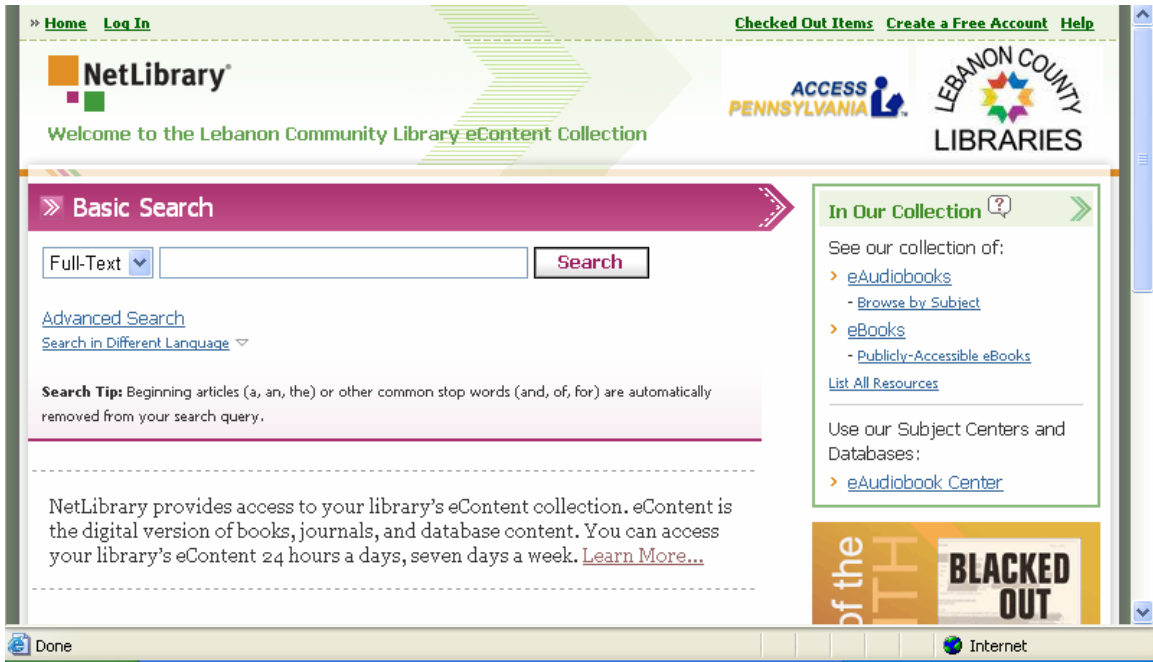 » Home Log In Checked Out Items Create a Free Account Help
NetLibrary®
Welcome to the Lebanon Community Library eContent Collection
ACCESS
PENNSYLVANIA
LEBANON COUNTY
LIBRARIES
» Basic Search
Full-Text Search
Advanced Search
Search in Different Language
Search Tip: Beginning articles (a, an, the) or other common stop words (and, of, for) are automatically
removed from your search query.
NetLibrary provides access to your library's eContent collection. eContent is
the digital version of books, journals, and database content. You can access
your library's eContent 24 hours a days, seven days a week. Learn More...
In Our Collection ?
See our collection of:
› eAudiobooks
- Browse by Subject
› eBooks
- Publicly-Accessible eBooks
List All Resources
Use our Subject Centers and
Databases:
› eAudiobook Center
of the
BLACKED
OUT
Done Internet